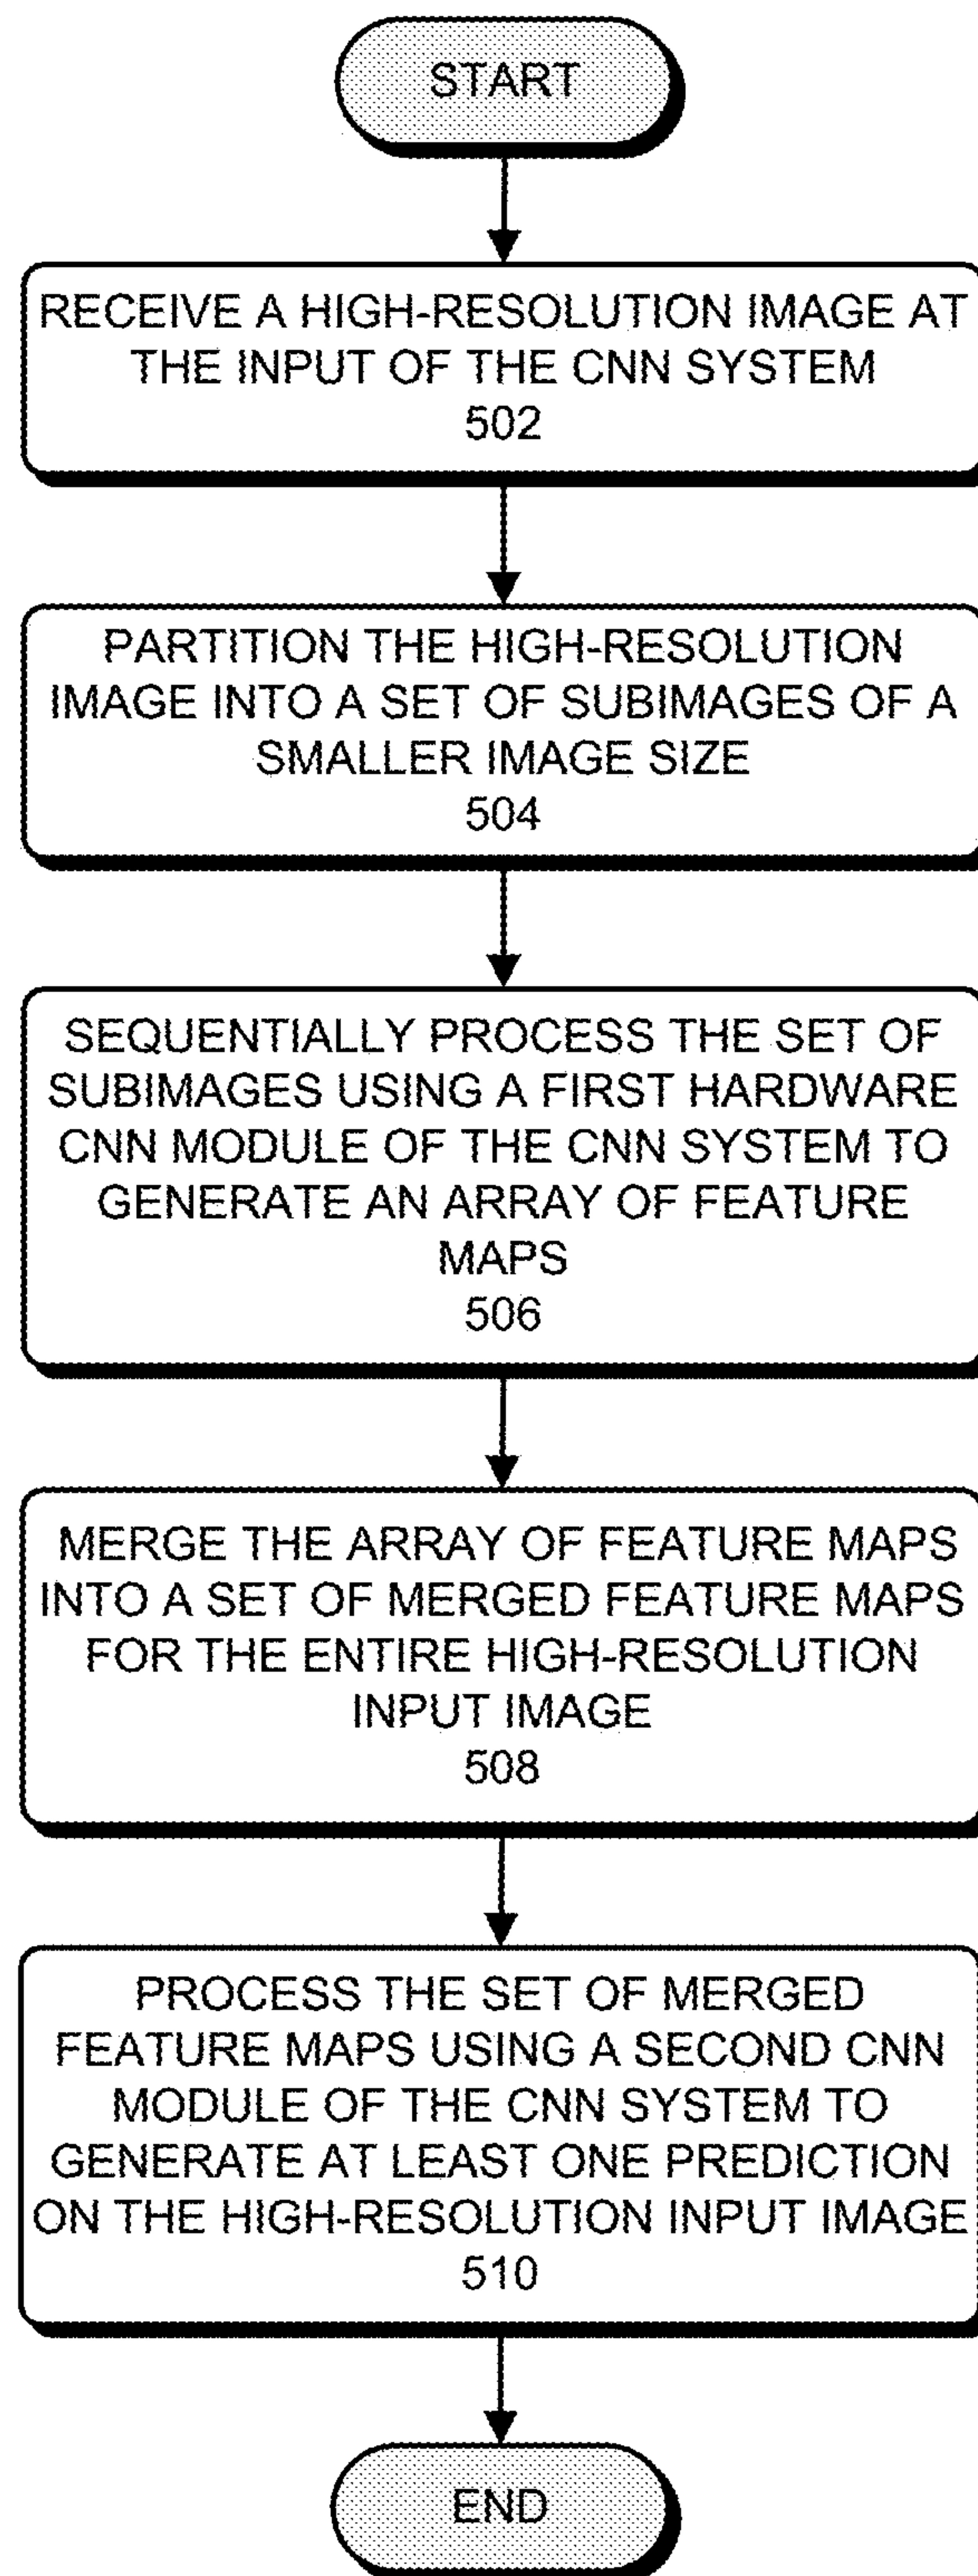 START
RECEIVE A HIGH-RESOLUTION IMAGE AT
THE INPUT OF THE CNN SYSTEM
502
PARTITION THE HIGH-RESOLUTION
IMAGE INTO A SET OF SUBIMAGES OF A
SMALLER IMAGE SIZE
504
SEQUENTIALLY PROCESS THE SET OF
SUBIMAGES USING A FIRST HARDWARE
CNN MODULE OF THE CNN SYSTEM TO
GENERATE AN ARRAY OF FEATURE
MAPS
506
MERGE THE ARRAY OF FEATURE MAPS
INTO A SET OF MERGED FEATURE MAPS
FOR THE ENTIRE HIGH-RESOLUTION
INPUT IMAGE
508
PROCESS THE SET OF MERGED
FEATURE MAPS USING A SECOND CNN
MODULE OF THE CNN SYSTEM TO
GENERATE AT LEAST ONE PREDICTION
ON THE HIGH-RESOLUTION INPUT IMAGE
510
END